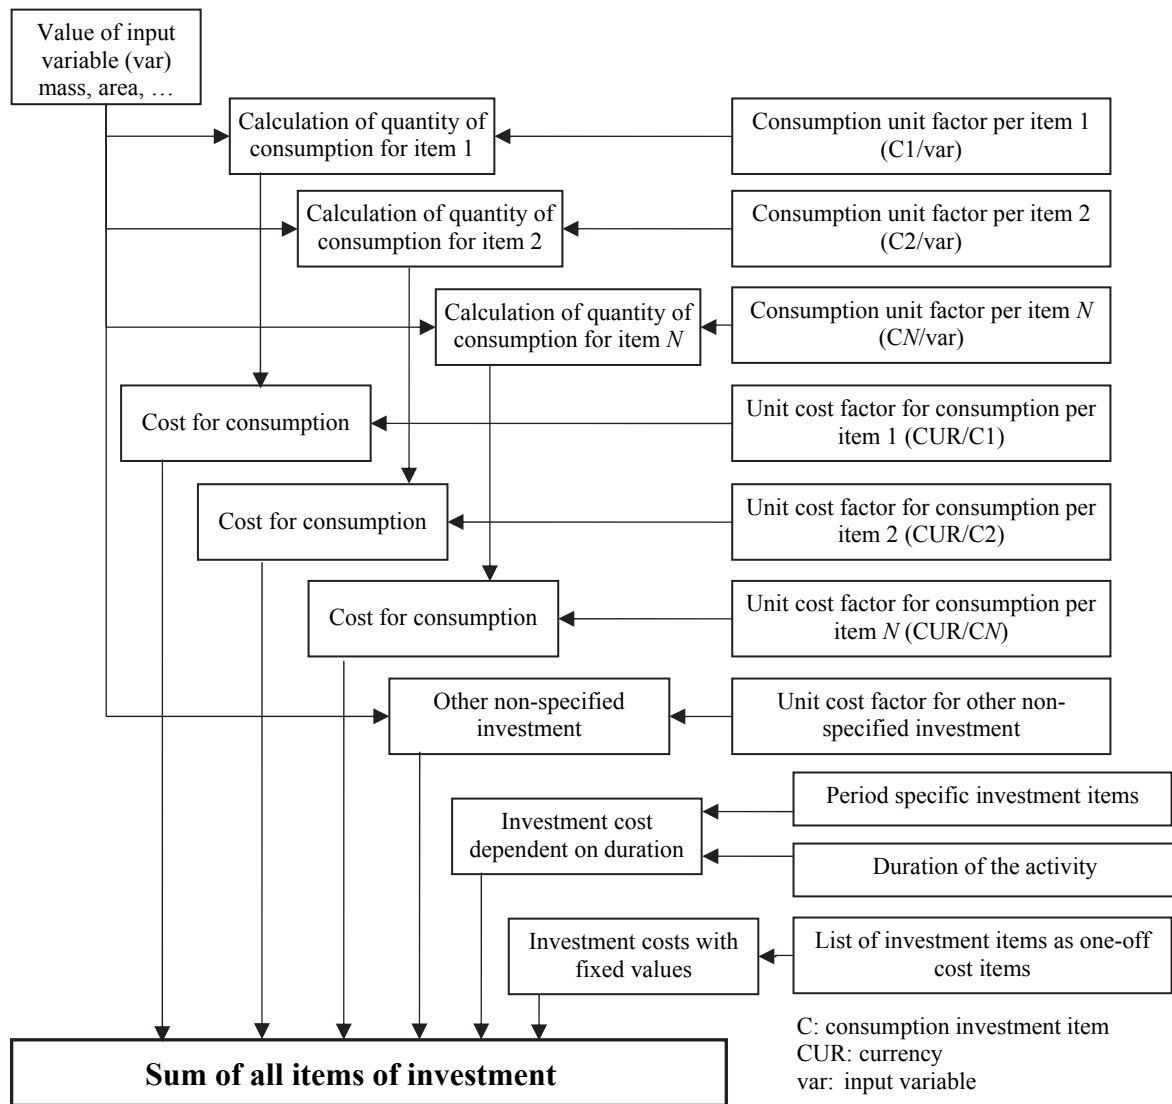 Value of input
variable (var)
mass, area, …
Calculation of quantity of
consumption for item 1
Consumption unit factor per item 1
(C1/var)
Calculation of quantity of
consumption for item 2
Consumption unit factor per item 2
(C2/var)
Calculation of quantity of
consumption for item N
Consumption unit factor per item N
(CN/var)
Cost for consumption
Unit cost factor for consumption per
item 1 (CUR/C1)
Cost for consumption
Unit cost factor for consumption per
item 2 (CUR/C2)
Cost for consumption
Unit cost factor for consumption per
item N (CUR/CN)
Other non-specified
investment
Unit cost factor for other non-
specified investment
Investment cost
dependent on duration
Period specific investment items
Duration of the activity
Investment costs with
fixed values
List of investment items as one-off
cost items
Sum of all items of investment
C: consumption investment item
CUR: currency
var: input variable